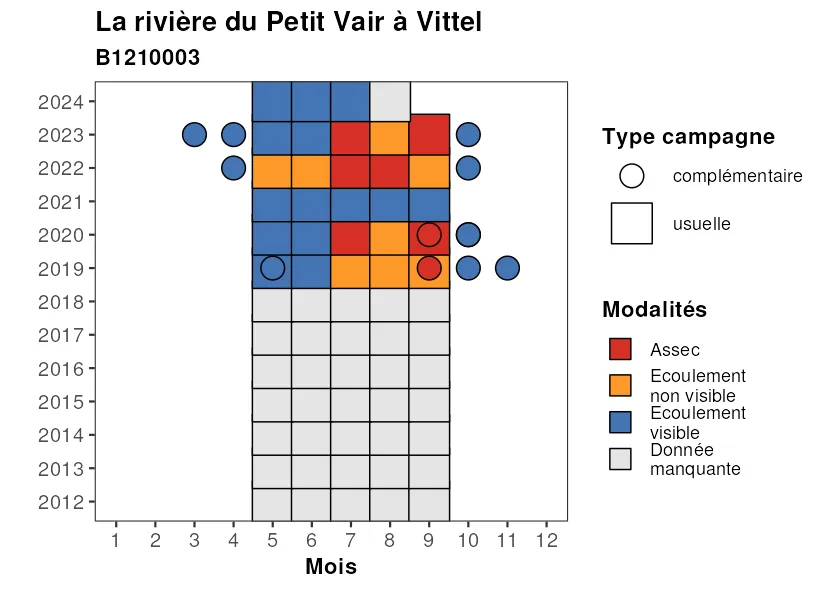 La rivière du Petit Vair à Vittel
B1210003
2024
2023
2022
2021
2020
2019
2018
2017
2016
2015
2014
2013
2012
1 2 3 4 5 6 7 8 9 10 11 12
Mois
Type campagne
complémentaire
usuelle
Modalités
Assec
Ecoulement
non visible
Ecoulement
visible
Donnée
manquante